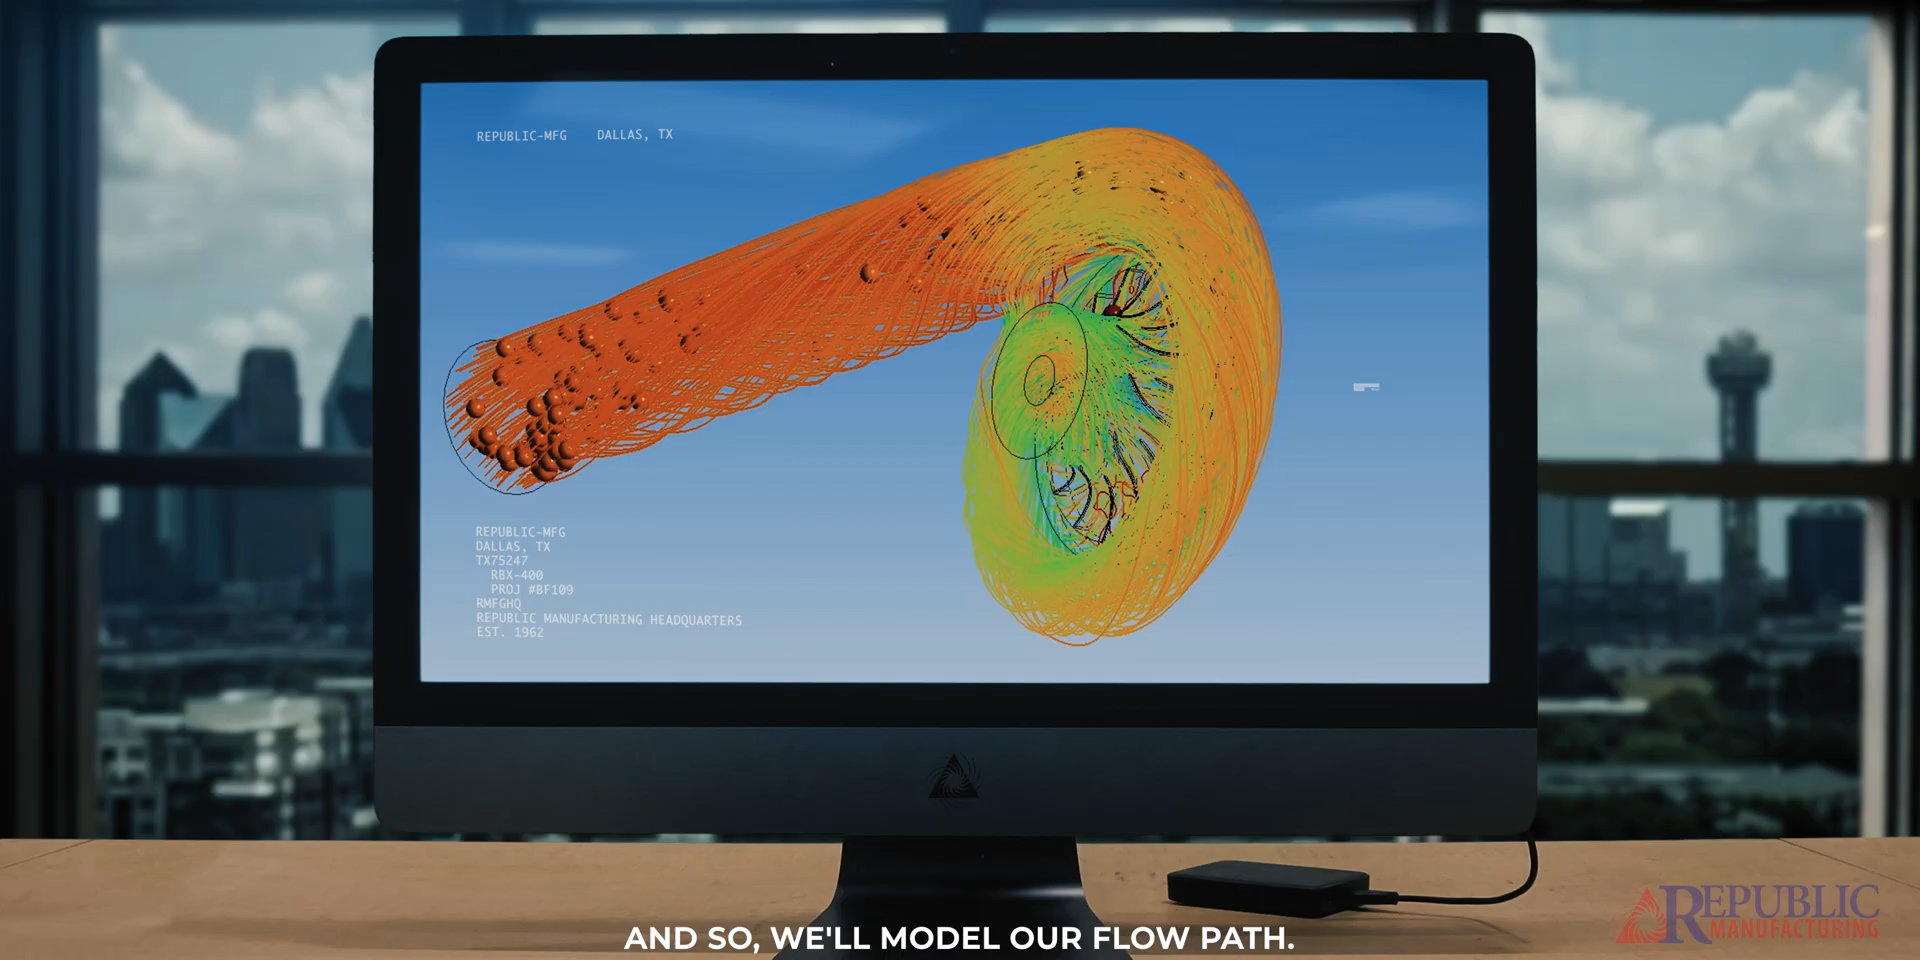 REPUBLIC-MFG DALLAS, TX
REPUBLIC-MFG
DALLAS, TX
TX75247
RBX-400
PROJ #BF109
RMFGHQ
REPUBLIC MANUFACTURING HEADQUARTERS
EST. 1962
AND SO, WE'LL MODEL OUR FLOW PATH.
REPUBLIC
MANUFACTURING